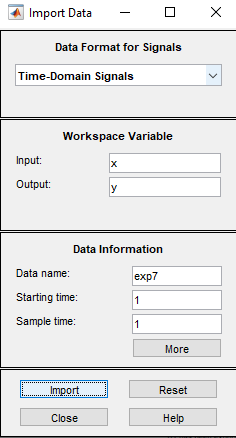 Import Data
Data Format for Signals
Time-Domain Signals
Workspace Variable
Input: x
Output: y
Data Information
Data name: exp7
Starting time: 1
Sample time: 1
More
Import Reset
Close Help